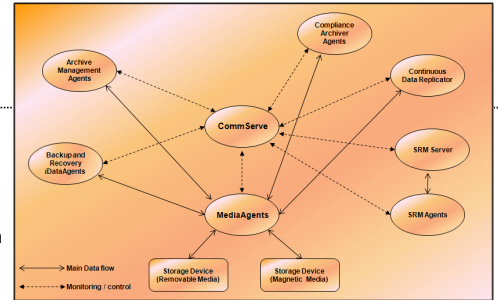 Compliance
Archiver
Agents
Archive
Management
Agents
Continuous
Data Replicator
CommServe
SRM Server
Backup and
Recovery
iDataAgents
MediaAgents
SRM Agents
Main Data flow
Monitoring / control
Storage Device
(Removable Media)
Storage Device
(Magnetic Media)